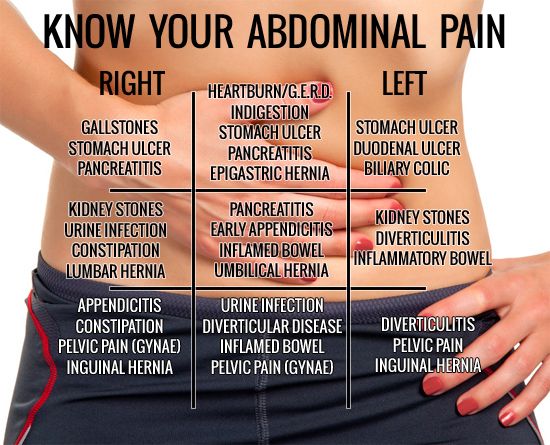 KNOW YOUR ABDOMINAL PAIN
RIGHT
GALLSTONES
STOMACH ULCER
PANCREATITIS
HEARTBURN/G.E.R.D.
INDIGESTION
STOMACH ULCER
PANCREATITIS
EPIGASTRIC HERNIA
LEFT
STOMACH ULCER
DUODENAL ULCER
BILIARY COLIC
KIDNEY STONES
URINE INFECTION
CONSTIPATION
LUMBAR HERNIA
PANCREATITIS
EARLY APPENDICITIS
INFLAMED BOWEL
UMBILICAL HERNIA
KIDNEY STONES
DIVERTICULITIS
INFLAMMATORY BOWEL
APPENDICITIS
CONSTIPATION
PELVIC PAIN (GYNAE)
INGUINAL HERNIA
URINE INFECTION
DIVERTICULAR DISEASE
INFLAMED BOWEL
PELVIC PAIN (GYNAE)
DIVERTICULITIS
PELVIC PAIN
INGUINAL HERNIA